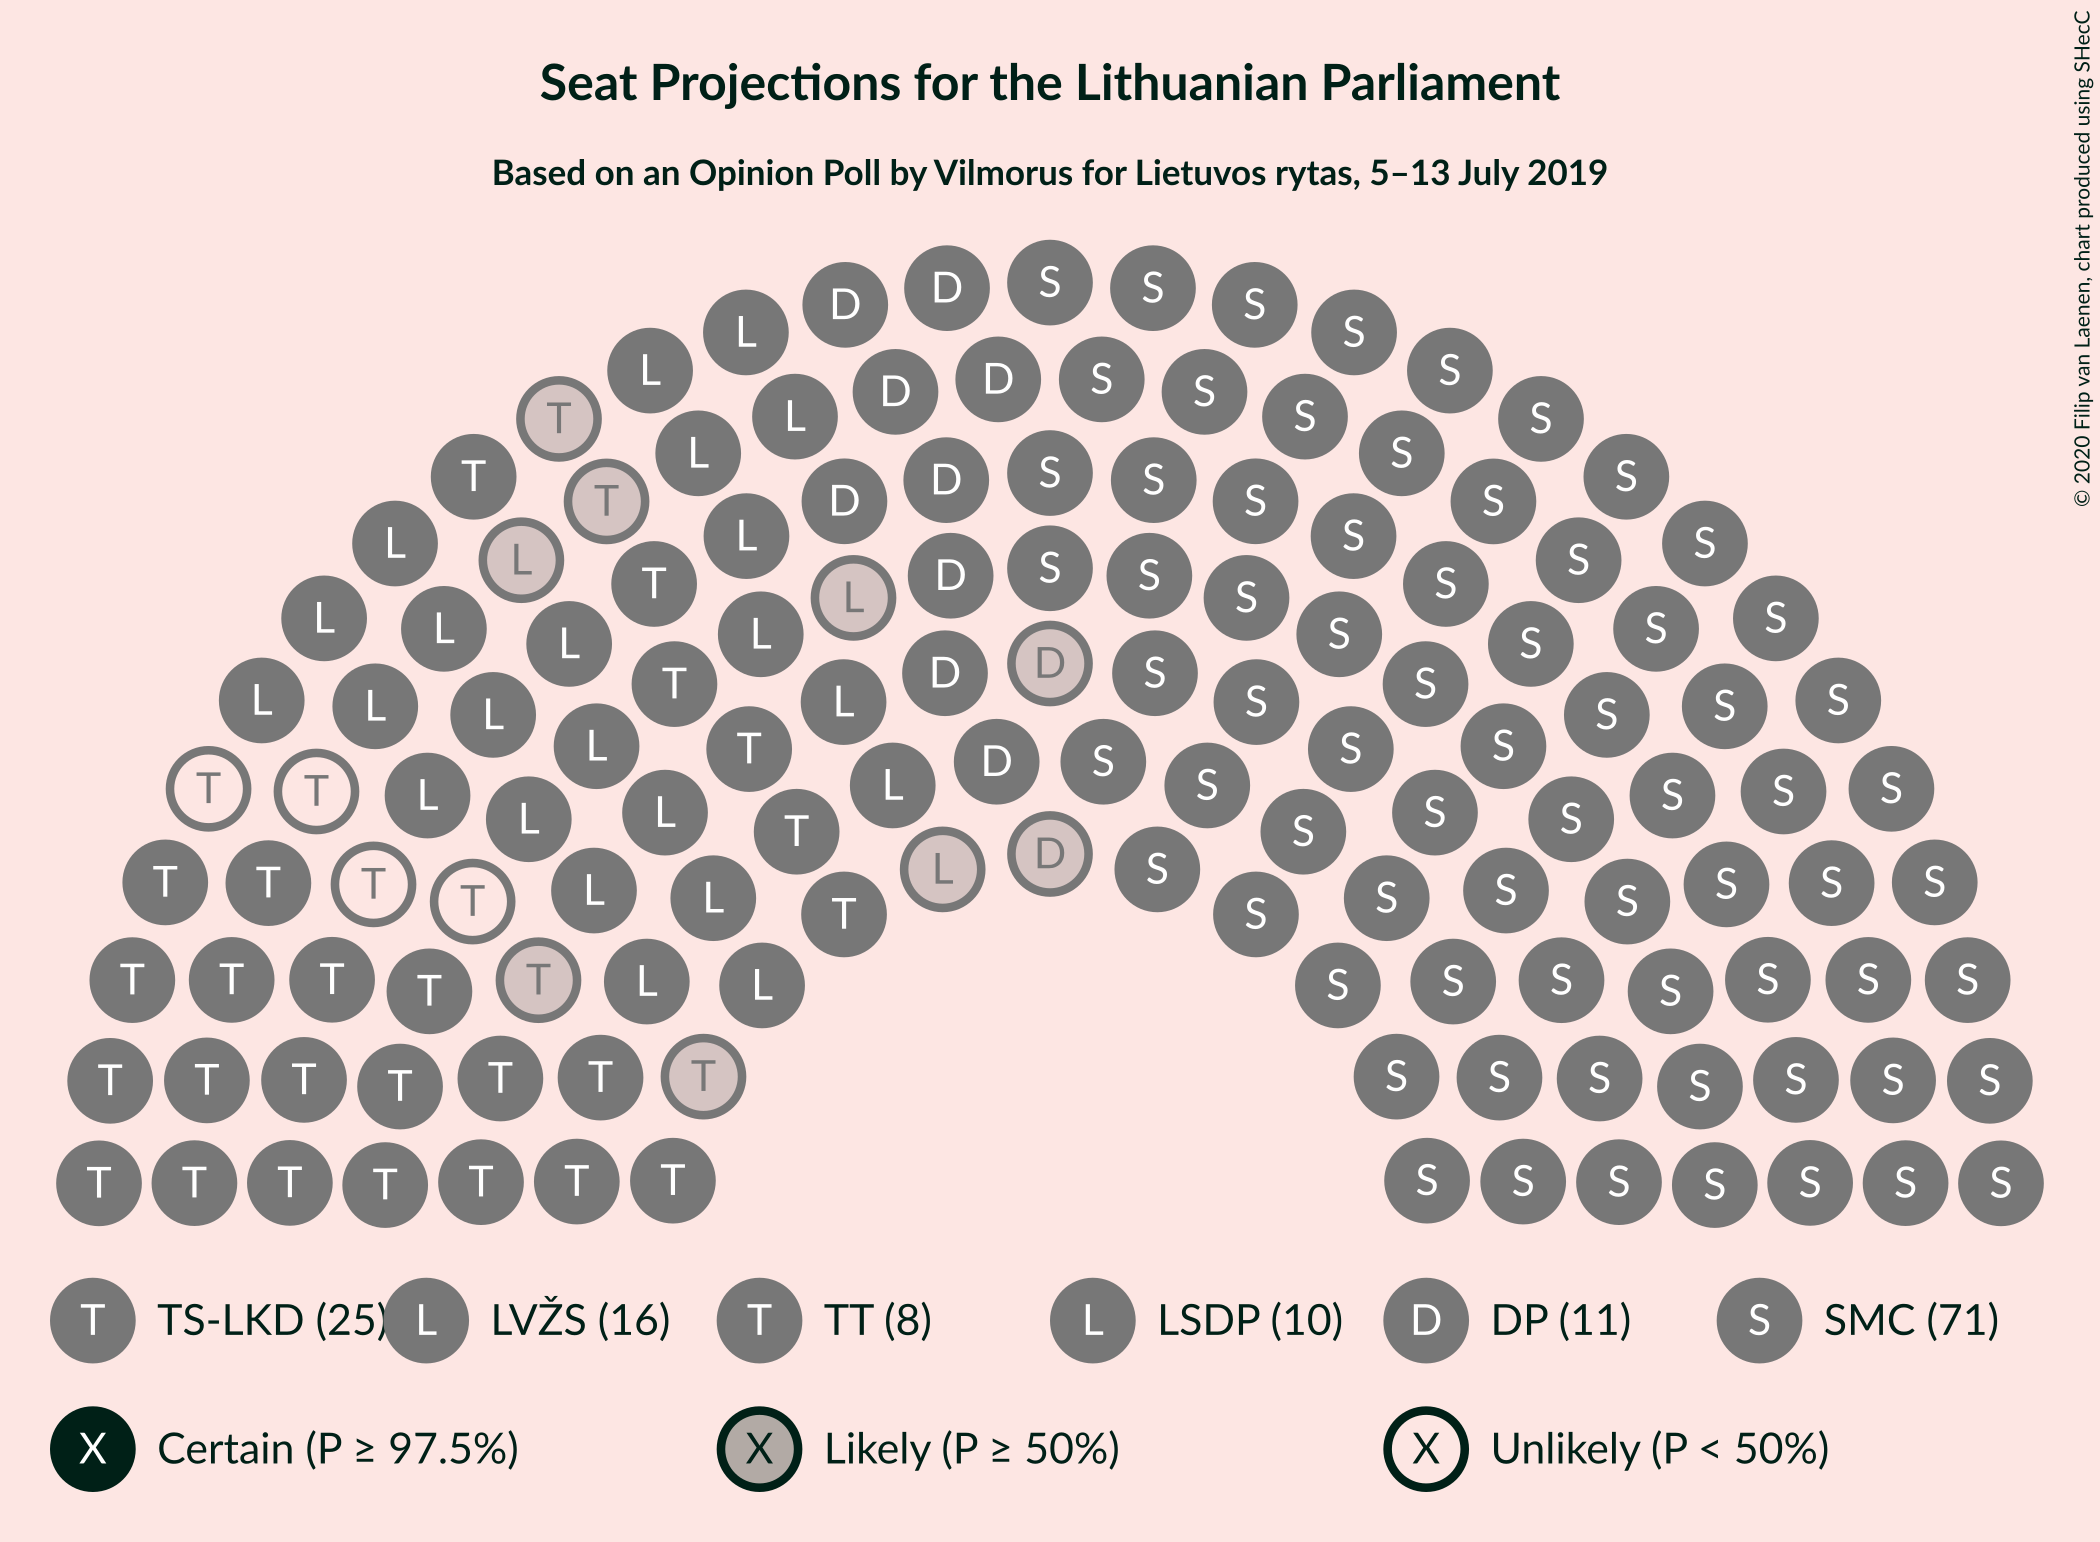 Seat Projections for the Lithuanian Parliament
Based on an Opinion Poll by Vilmorus for Lietuvos rytas, 5–13 July 2019
© 2020 Filip van Laenen, chart produced using SHecC
D D S S
L D D S S S S
L L D D S S S S S
T L L D D S S S S S S
T T L L D S S S S S S
L L T L L D S S S S S S S
L L L T L D D S S S S S S S
L L L L T L D S S S S S S S S
T T L L L T L S S S S S S S S
T T T T L L T L D S S S S S S S S S
T T T T T L L S S S S S S S
T T T T T T T S S S S S S S
T T T T T T T S S S S S S S
T TS-LKD (25) L LVŽS (16) T TT (8) L LSDP (10) D DP (11) S SMC (71)
X Certain (P ≥ 97.5%) X Likely (P ≥ 50%) X Unlikely (P < 50%)